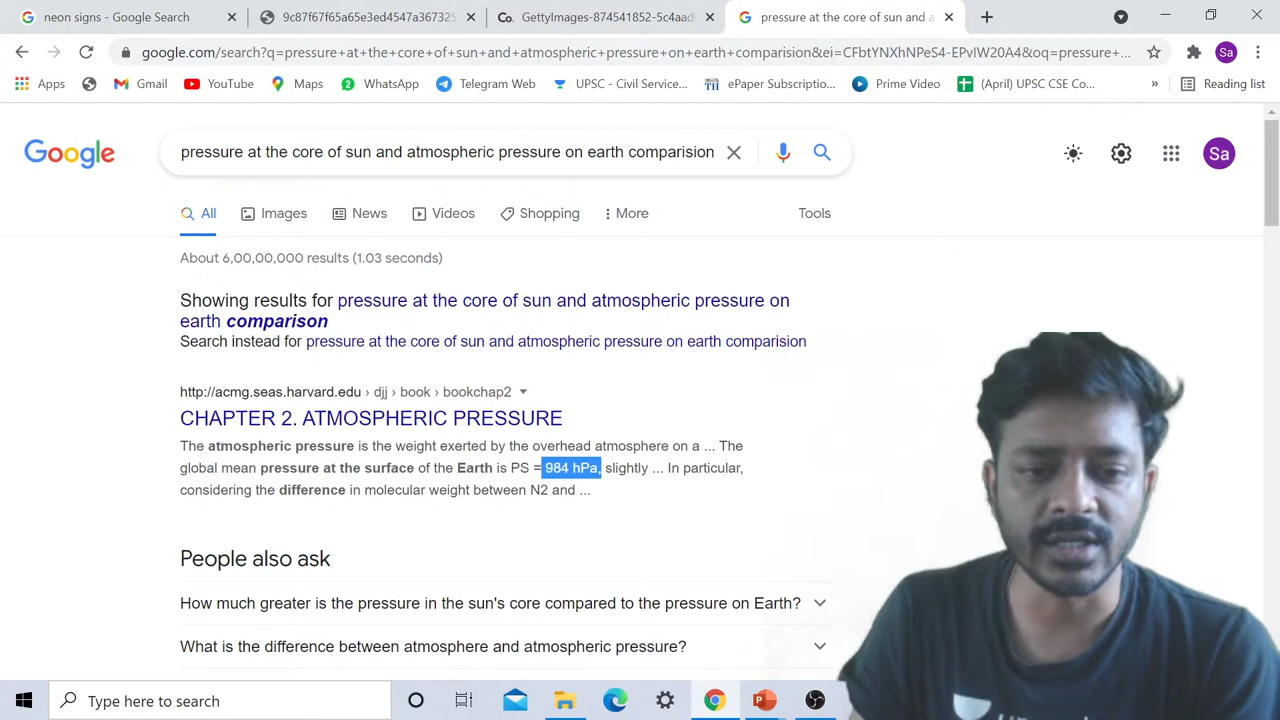 neon signs - Google Search
9c87f67f65a65e3ed4547a367325
Co.
GettyImages-874541852-5c4aad
pressure at the core of sun and a
google.com/search?q=pressure+at+the+core+of+sun+and+atmospheric+pressure+on+earth+comparision&ei=CFbtYNXhNPeS4-EPvIW20A4&oq=pressure+...
Sa
Apps
Gmail
YouTube
Maps
WhatsApp
Telegram Web
UPSC - Civil Service...
ePaper Subscriptio...
Prime Video
(April) UPSC CSE Co...
»
Reading list
Google
pressure at the core of sun and atmospheric pressure on earth comparision
Sa
All
Images
News
Videos
Shopping
More
Tools
About 6,00,00,000 results (1.03 seconds)
Showing results for pressure at the core of sun and atmospheric pressure on
earth comparison
Search instead for pressure at the core of sun and atmospheric pressure on earth comparision
http://acmg.seas.harvard.edu › djj › book › bookchap2
CHAPTER 2. ATMOSPHERIC PRESSURE
The atmospheric pressure is the weight exerted by the overhead atmosphere on a ... The
global mean pressure at the surface of the Earth is PS = 984 hPa, slightly ... In particular,
considering the difference in molecular weight between N2 and ...
People also ask
How much greater is the pressure in the sun's core compared to the pressure on Earth?
What is the difference between atmosphere and atmospheric pressure?
Type here to search